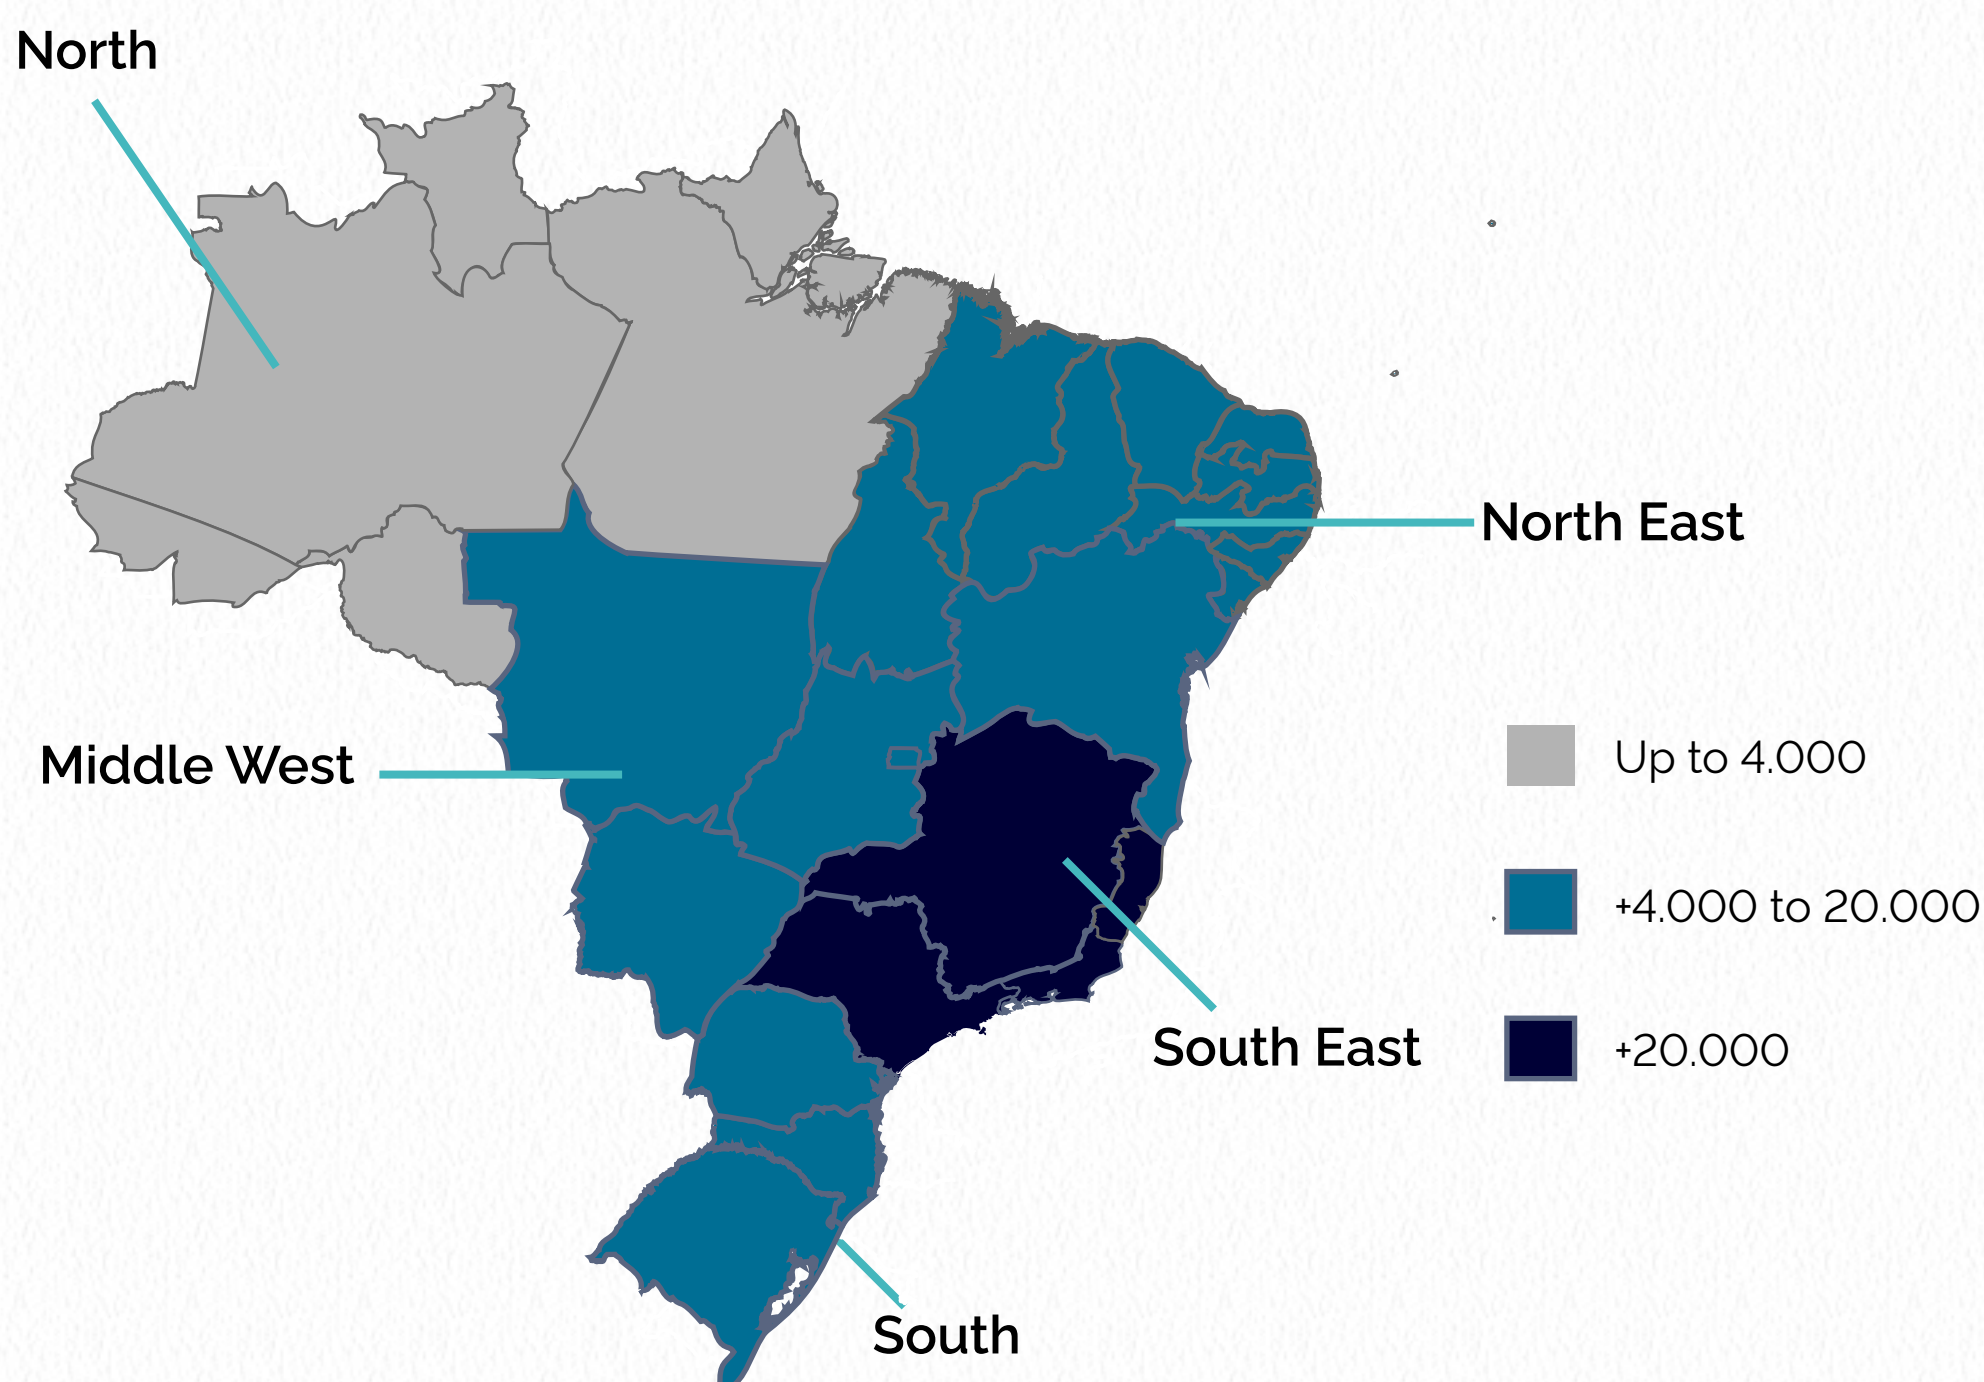 North
North East
Middle West
Up to 4.000
+4.000 to 20.000
South East
+20.000
South